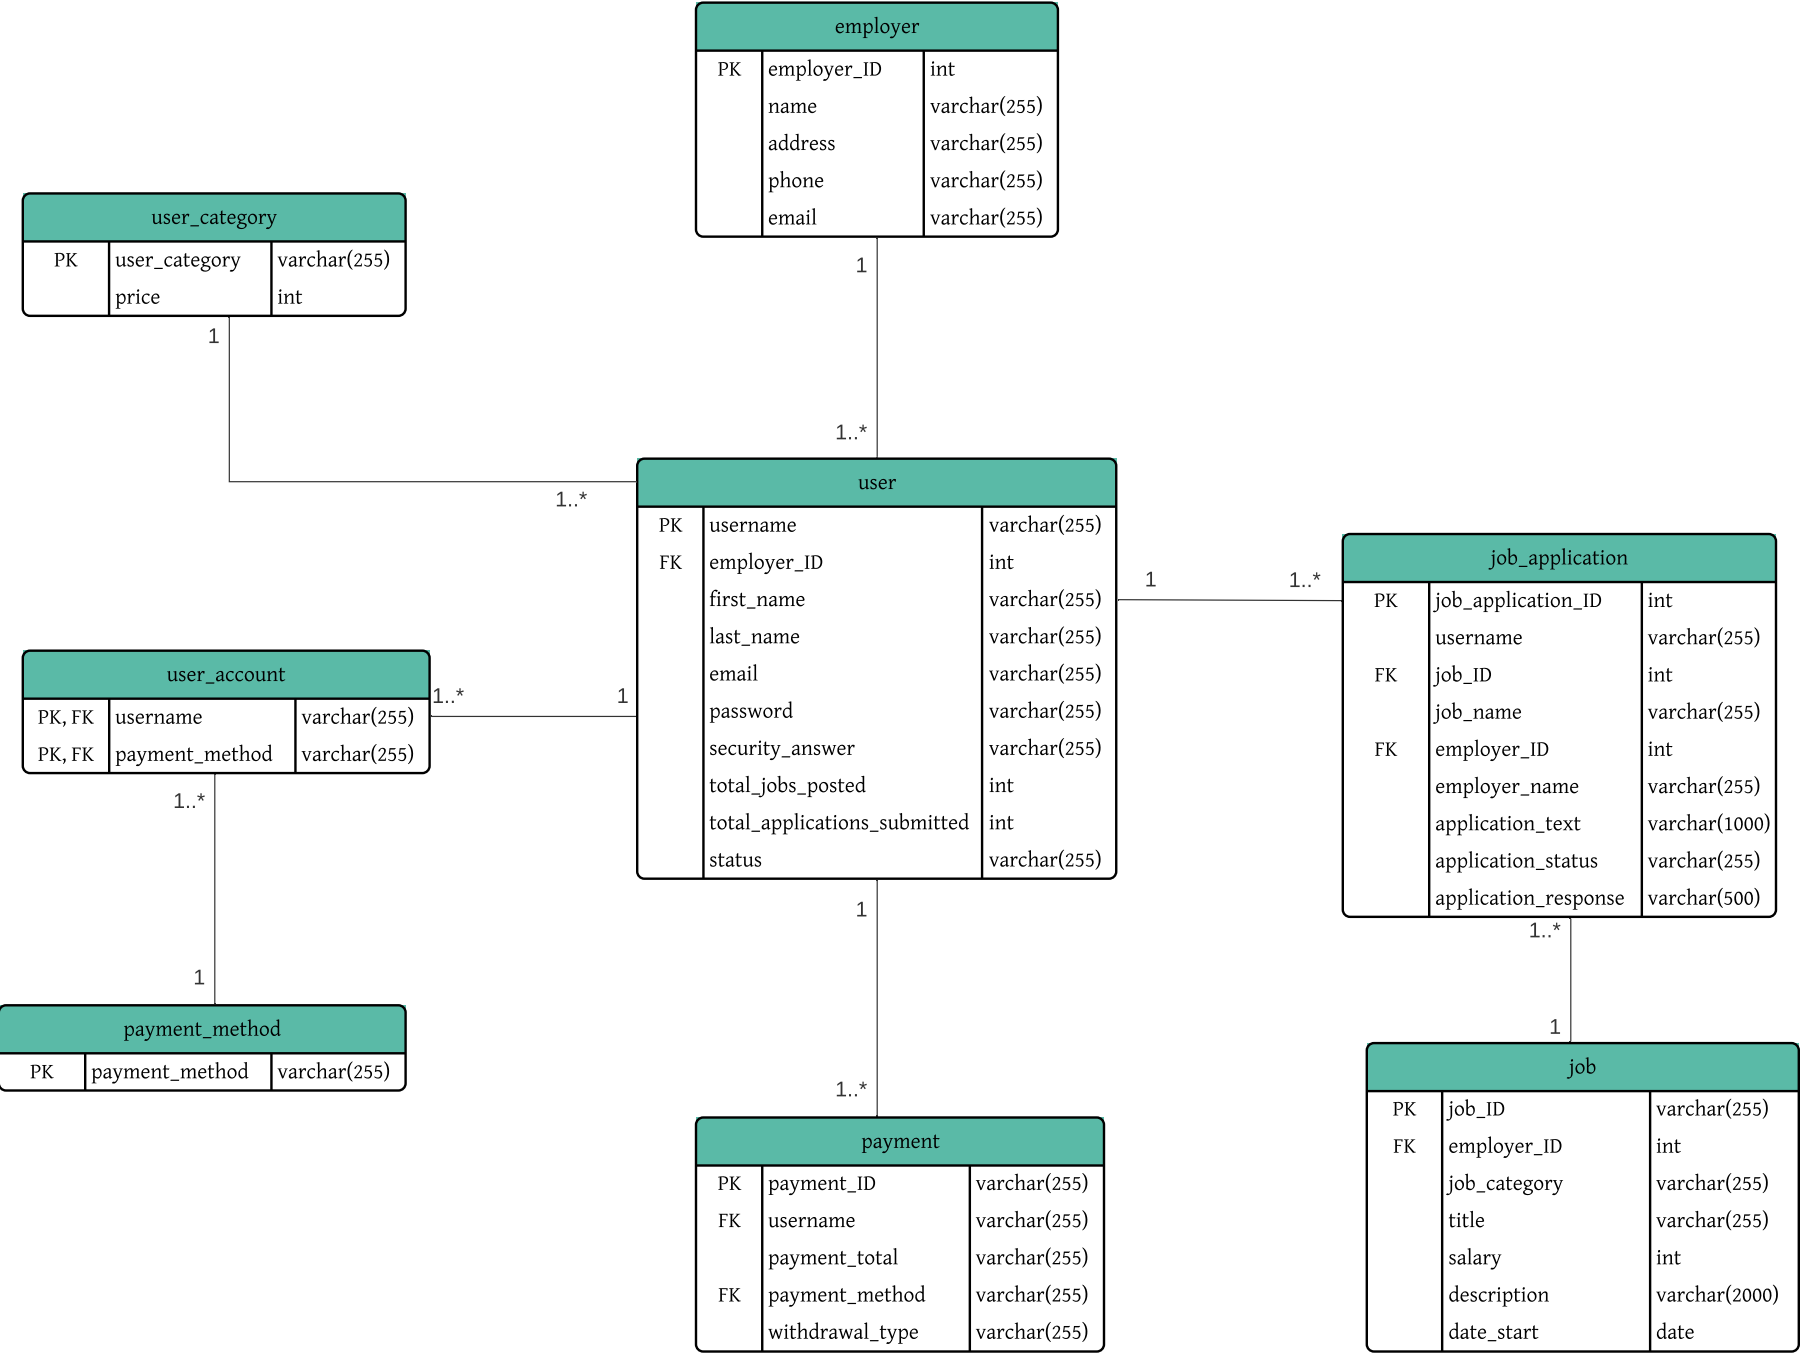 employer
PK employer_ID int
name varchar(255)
address varchar(255)
phone varchar(255)
email varchar(255)
user_category
PK user_category varchar(255)
price int
1
1
1..*
1..*
user
PK username varchar(255)
FK employer_ID int
first_name varchar(255)
last_name varchar(255)
email varchar(255)
password varchar(255)
security_answer varchar(255)
total_jobs_posted int
total_applications_submitted int
status varchar(255)
1 1..*
job_application
PK job_application_ID int
username varchar(255)
FK job_ID int
job_name varchar(255)
FK employer_ID int
employer_name varchar(255)
application_text varchar(1000)
application_status varchar(255)
application_response varchar(500)
user_account
PK, FK username varchar(255)
PK, FK payment_method varchar(255)
1..* 1
1..*
1
payment_method
PK payment_method varchar(255)
1
1..*
payment
PK payment_ID varchar(255)
FK username varchar(255)
payment_total varchar(255)
FK payment_method varchar(255)
withdrawal_type varchar(255)
1..*
1
job
PK job_ID varchar(255)
FK employer_ID int
job_category varchar(255)
title varchar(255)
salary int
description varchar(2000)
date_start date